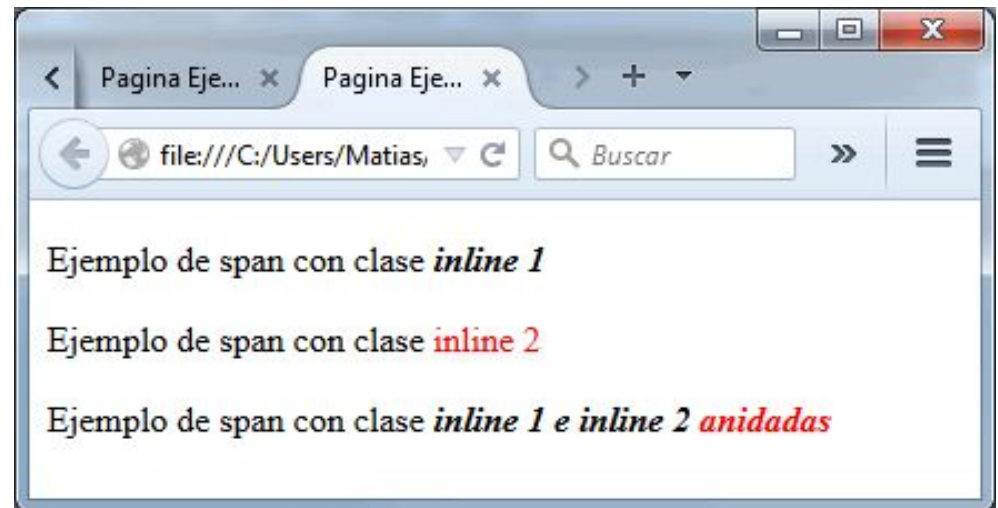 Pagina Eje... Pagina Eje...
file:///C:/Users/Matias, Buscar
Ejemplo de span con clase inline 1
Ejemplo de span con clase inline 2
Ejemplo de span con clase inline 1 e inline 2 anidadas